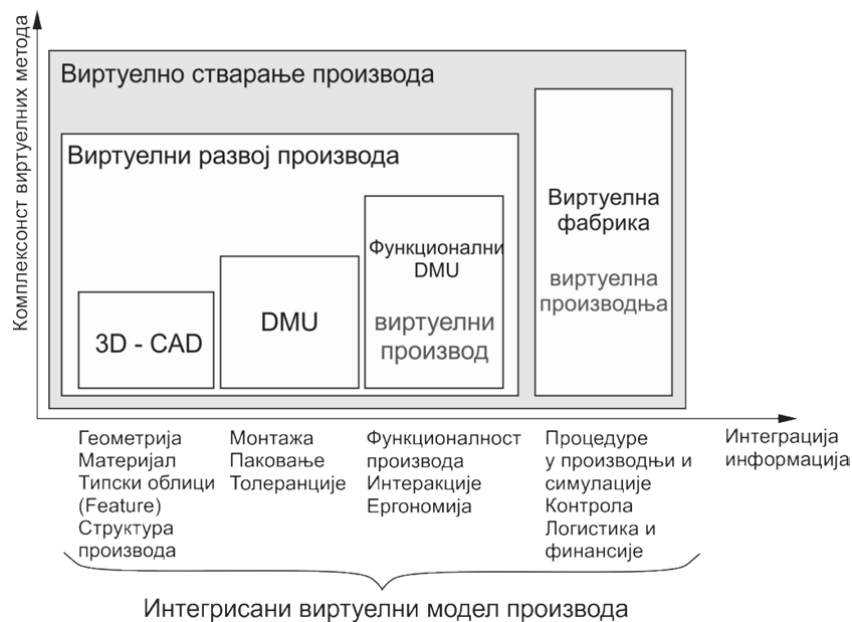 Комплексонст виртуелних метода
Виртуелно стварање производа
Виртуелни развој производа
3D - CAD
DMU
Функционални
DMU
виртуелни
производ
Виртуелна
фабрика
виртуелна
производња
Геометрија
Материјал
Типски облици
(Feature)
Структура
производа
Монтажа
Паковање
Толеранције
Функционалност
производа
Интеракције
Ергономија
Процедуре
у производњи и
симулације
Контрола
Логистика и
финансије
Интеграција
информација
Интегрисани виртуелни модел производа